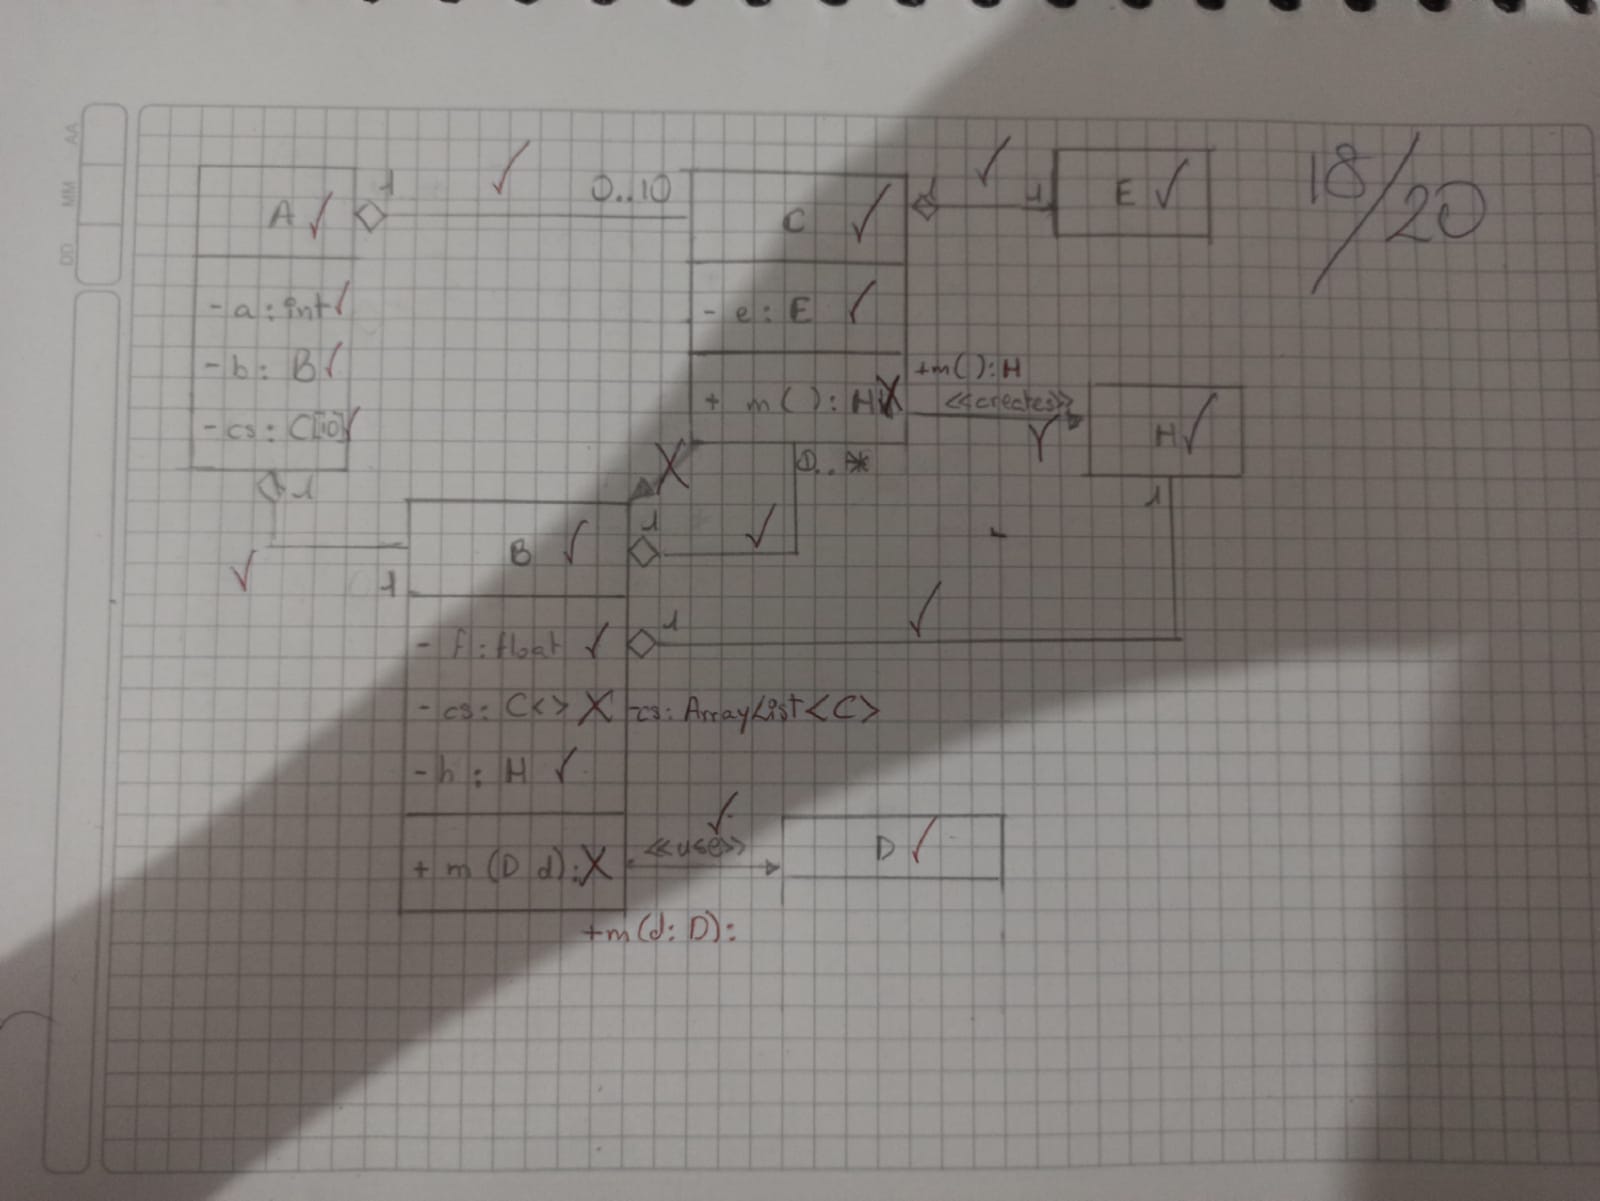 AA
MM
DD
18/20
A
1
0..10
C
1
1
E
- a : int
- b : B
- cs : C[10]
- e : E
+ m ( ) : H
+m( ) : H
<<creates>>
H
1
1
0..*
1
B
1
1
- f : float
1
- cs : C< >
-cs: ArrayList<C>
- h : H
+ m (D d) :
<<use>>
D
+m (d: D) :